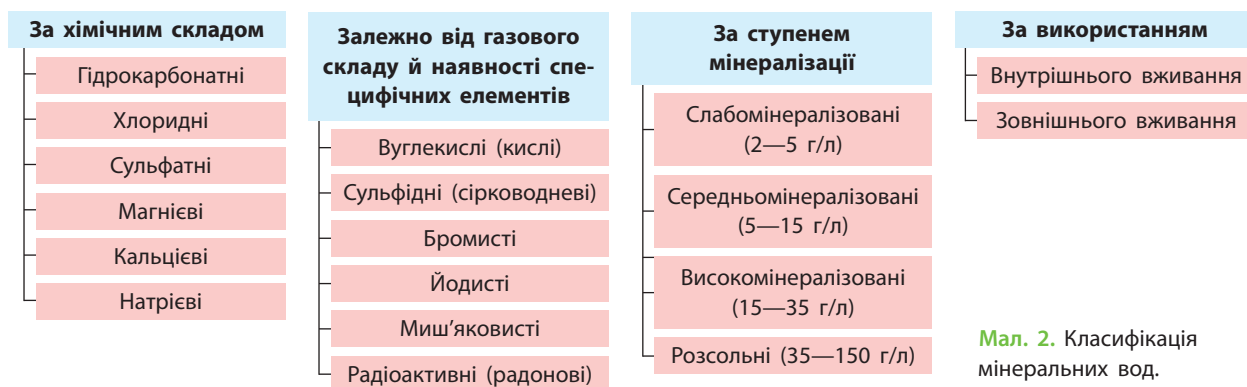 За хімічним складом
Гідрокарбонатні
Хлоридні
Сульфатні
Магнієві
Кальцієві
Натрієві
Залежно від газового
складу й наявності спе-
цифічних елементів
Вуглекислі (кислі)
Сульфідні (сірководневі)
Бромисті
Йодисті
Миш’яковисті
Радіоактивні (радонові)
За ступенем
мінералізації
Слабомінералізовані
(2—5 г/л)
Середньомінералізовані
(5—15 г/л)
Високомінералізовані
(15—35 г/л)
Розсольні (35—150 г/л)
За використанням
Внутрішнього вживання
Зовнішнього вживання
Мал. 2. Класифікація
мінеральних вод.